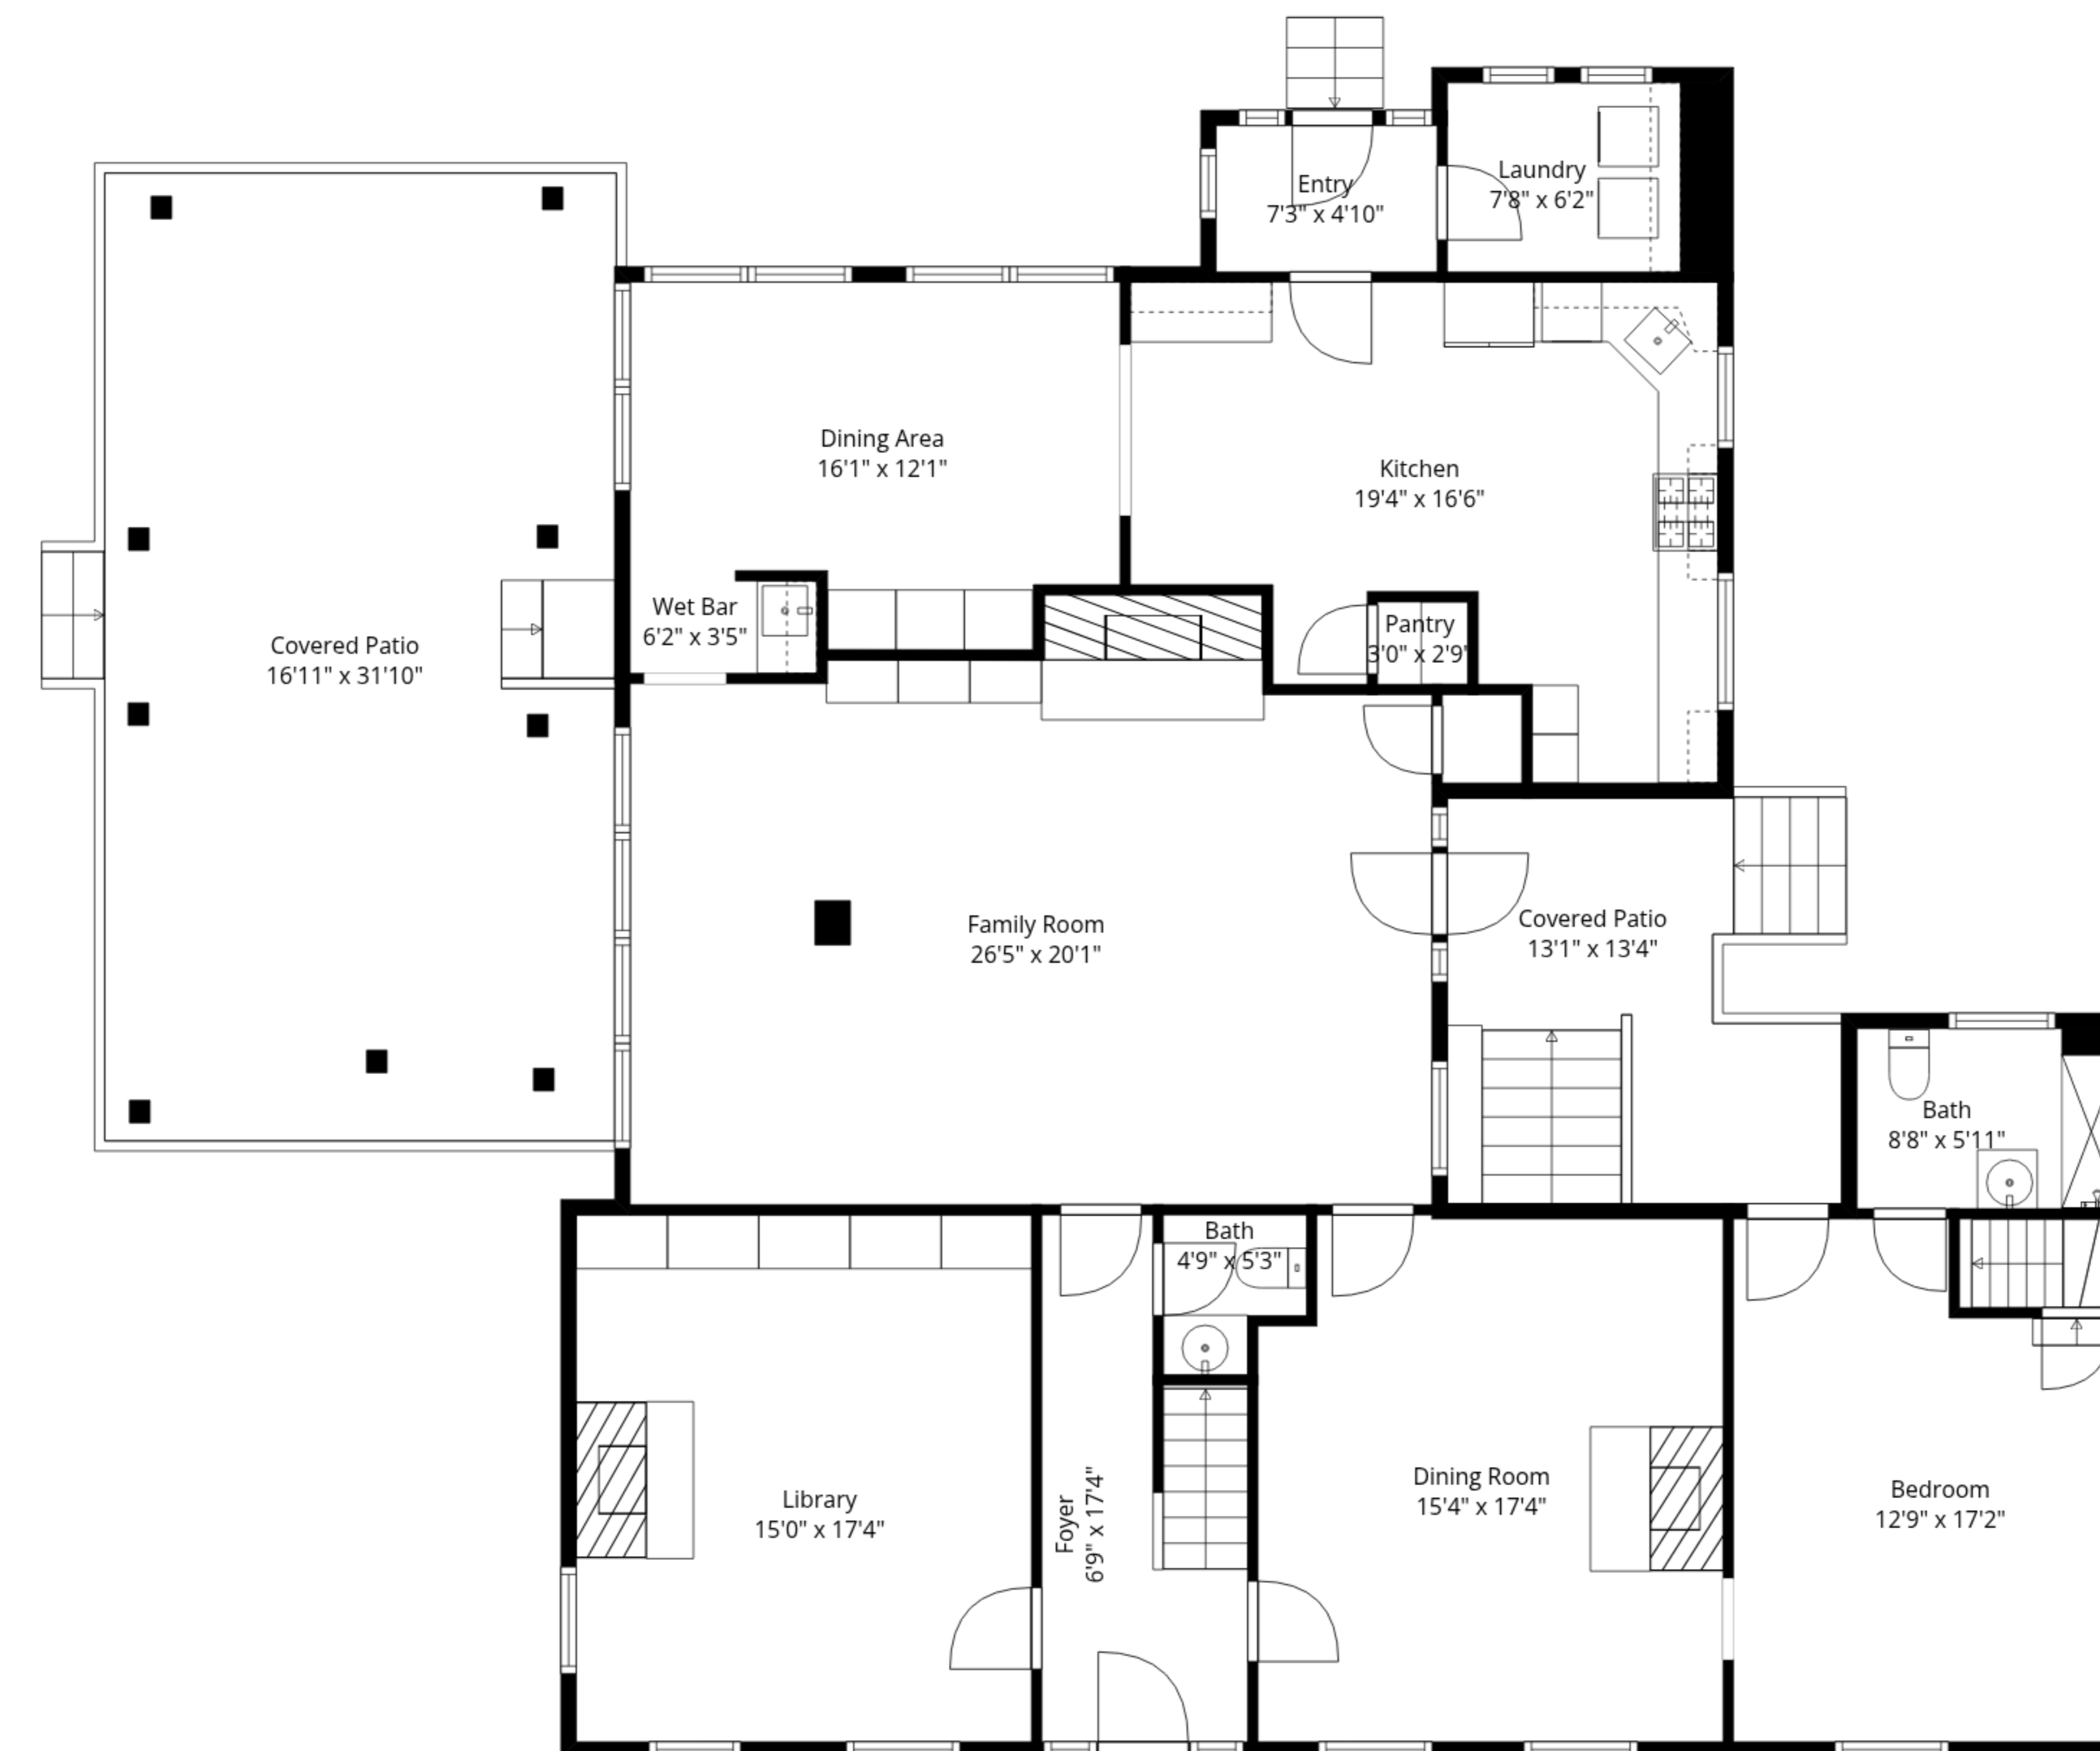 Entry
7'3" x 4'10"
Laundry
7'8" x 6'2"
Dining Area
16'1" x 12'1"
Kitchen
19'4" x 16'6"
Wet Bar
6'2" x 3'5"
Pantry
3'0" x 2'9"
Covered Patio
16'11" x 31'10"
Family Room
26'5" x 20'1"
Covered Patio
13'1" x 13'4"
Bath
8'8" x 5'11"
Bath
4'9" x 5'3"
Library
15'0" x 17'4"
Foyer
6'9" x 17'4"
Dining Room
15'4" x 17'4"
Bedroom
12'9" x 17'2"